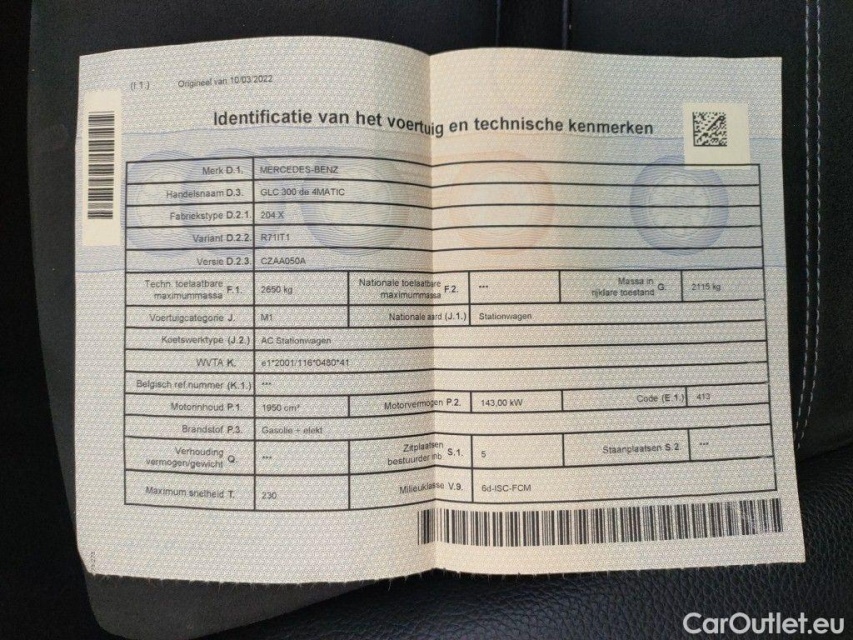 (I.1.) Origineel van 10/03/2022
Identificatie van het voertuig en technische kenmerken
Merk D.1. MERCEDES-BENZ
Handelsnaam D.3. GLC 300 de 4MATIC
Fabriekstype D.2.1. 204 X
Variant D.2.2. R71IT1
Versie D.2.3. CZAA050A
Techn. toelaatbare maximummassa F.1. 2650 kg Nationale toelaatbare maximummassa F.2. *** Massa in rijklare toestand G. 2115 kg
Voertuigcategorie J. M1 Nationale aard (J.1.) Stationwagen
Koetswerktype (J.2.) AC Stationwagen
WVTA K. e1*2001/116*0480*41
Belgisch ref.nummer (K.1.) ***
Motorinhoud P.1. 1950 cm³ Motorvermogen P.2. 143,00 kW Code (E.1.) 413
Brandstof P.3. Gasolie + elekt
Verhouding vermogen/gewicht Q. *** Zitplaatsen bestuurder inb. S.1. 5 Staanplaatsen S.2. ***
Maximum snelheid T. 230 Milieuklasse V.9. 6d-ISC-FCM
CarOutlet.eu